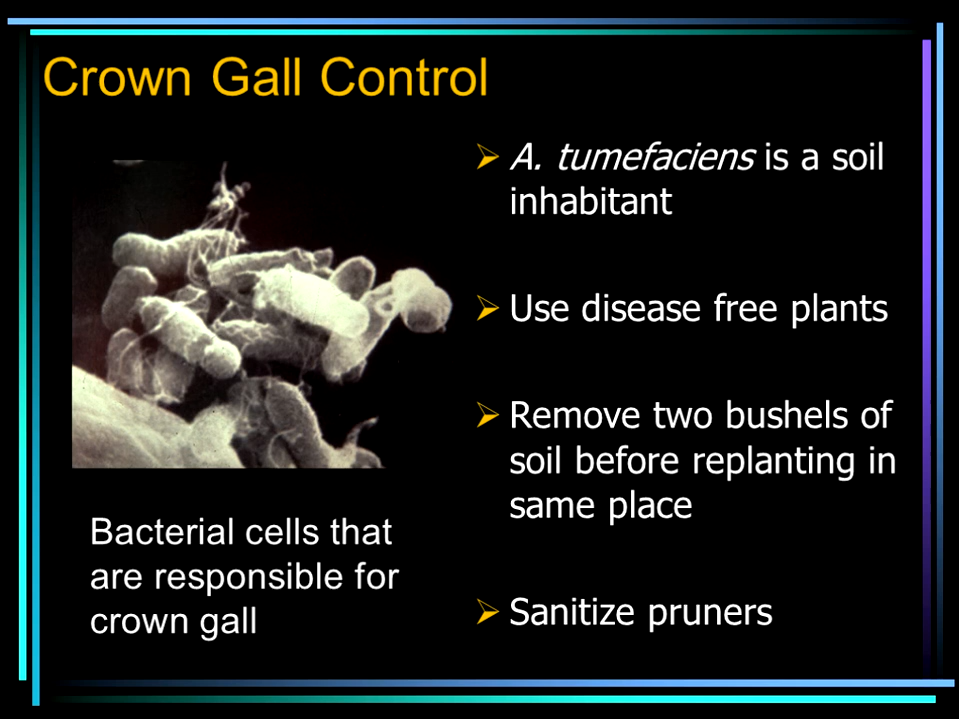 Crown Gall Control
➢ A. tumefaciens is a soil
inhabitant
➢ Use disease free plants
➢ Remove two bushels of
soil before replanting in
same place
➢ Sanitize pruners
Bacterial cells that
are responsible for
crown gall